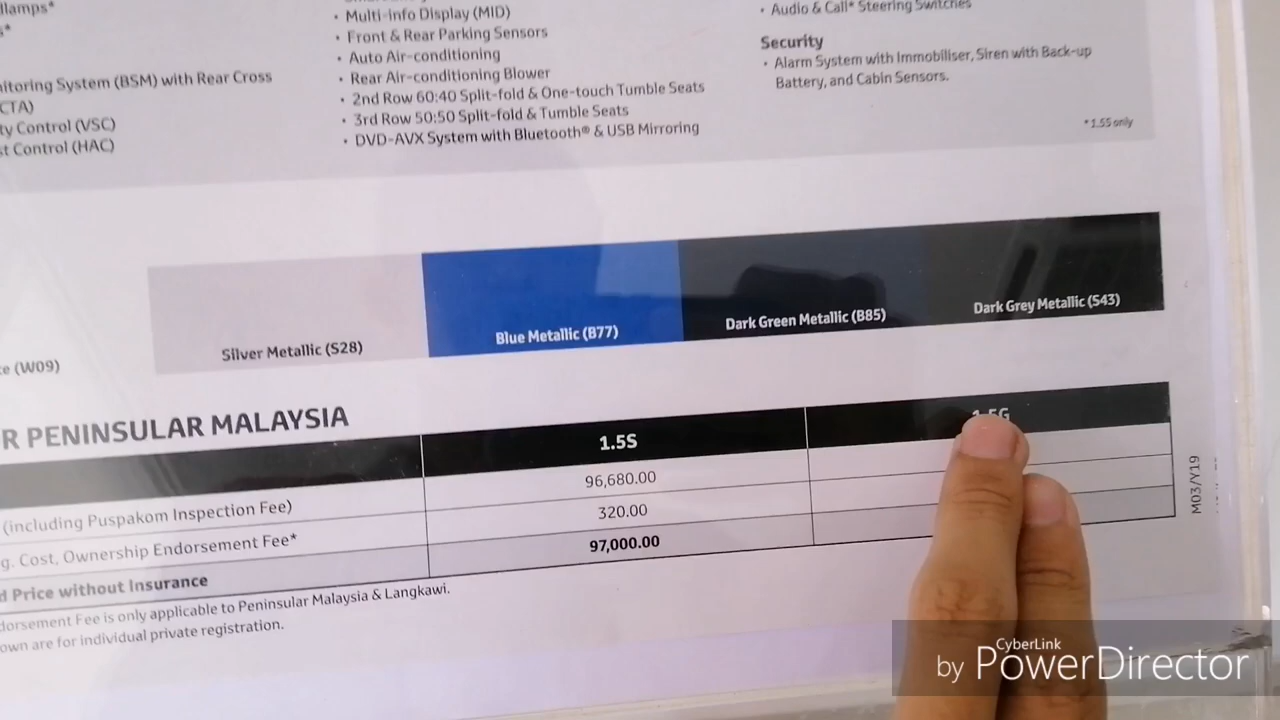 llamps*
• Multi-info Display (MID)
• Front & Rear Parking Sensors
• Auto Air-conditioning
• Rear Air-conditioning Blower
• 2nd Row 60:40 Split-fold & One-touch Tumble Seats
• 3rd Row 50:50 Split-fold & Tumble Seats
• DVD-AVX System with Bluetooth® & USB Mirroring
nitoring System (BSM) with Rear Cross
CTA)
ty Control (VSC)
st Control (HAC)
• Audio & Call* Steering Switches
Security
• Alarm System with Immobiliser, Siren with Back-up
Battery, and Cabin Sensors.
*1.5S only
te (W09)
Silver Metallic (S28)
Blue Metallic (B77)
Dark Green Metallic (B85)
Dark Grey Metallic (S43)
R PENINSULAR MALAYSIA
1.5S
1.5G
96,680.00
(including Puspakom Inspection Fee)
320.00
g. Cost, Ownership Endorsement Fee*
97,000.00
d Price without Insurance
dorsement Fee is only applicable to Peninsular Malaysia & Langkawi.
own are for individual private registration.
M03/Y19
by CyberLink PowerDirector